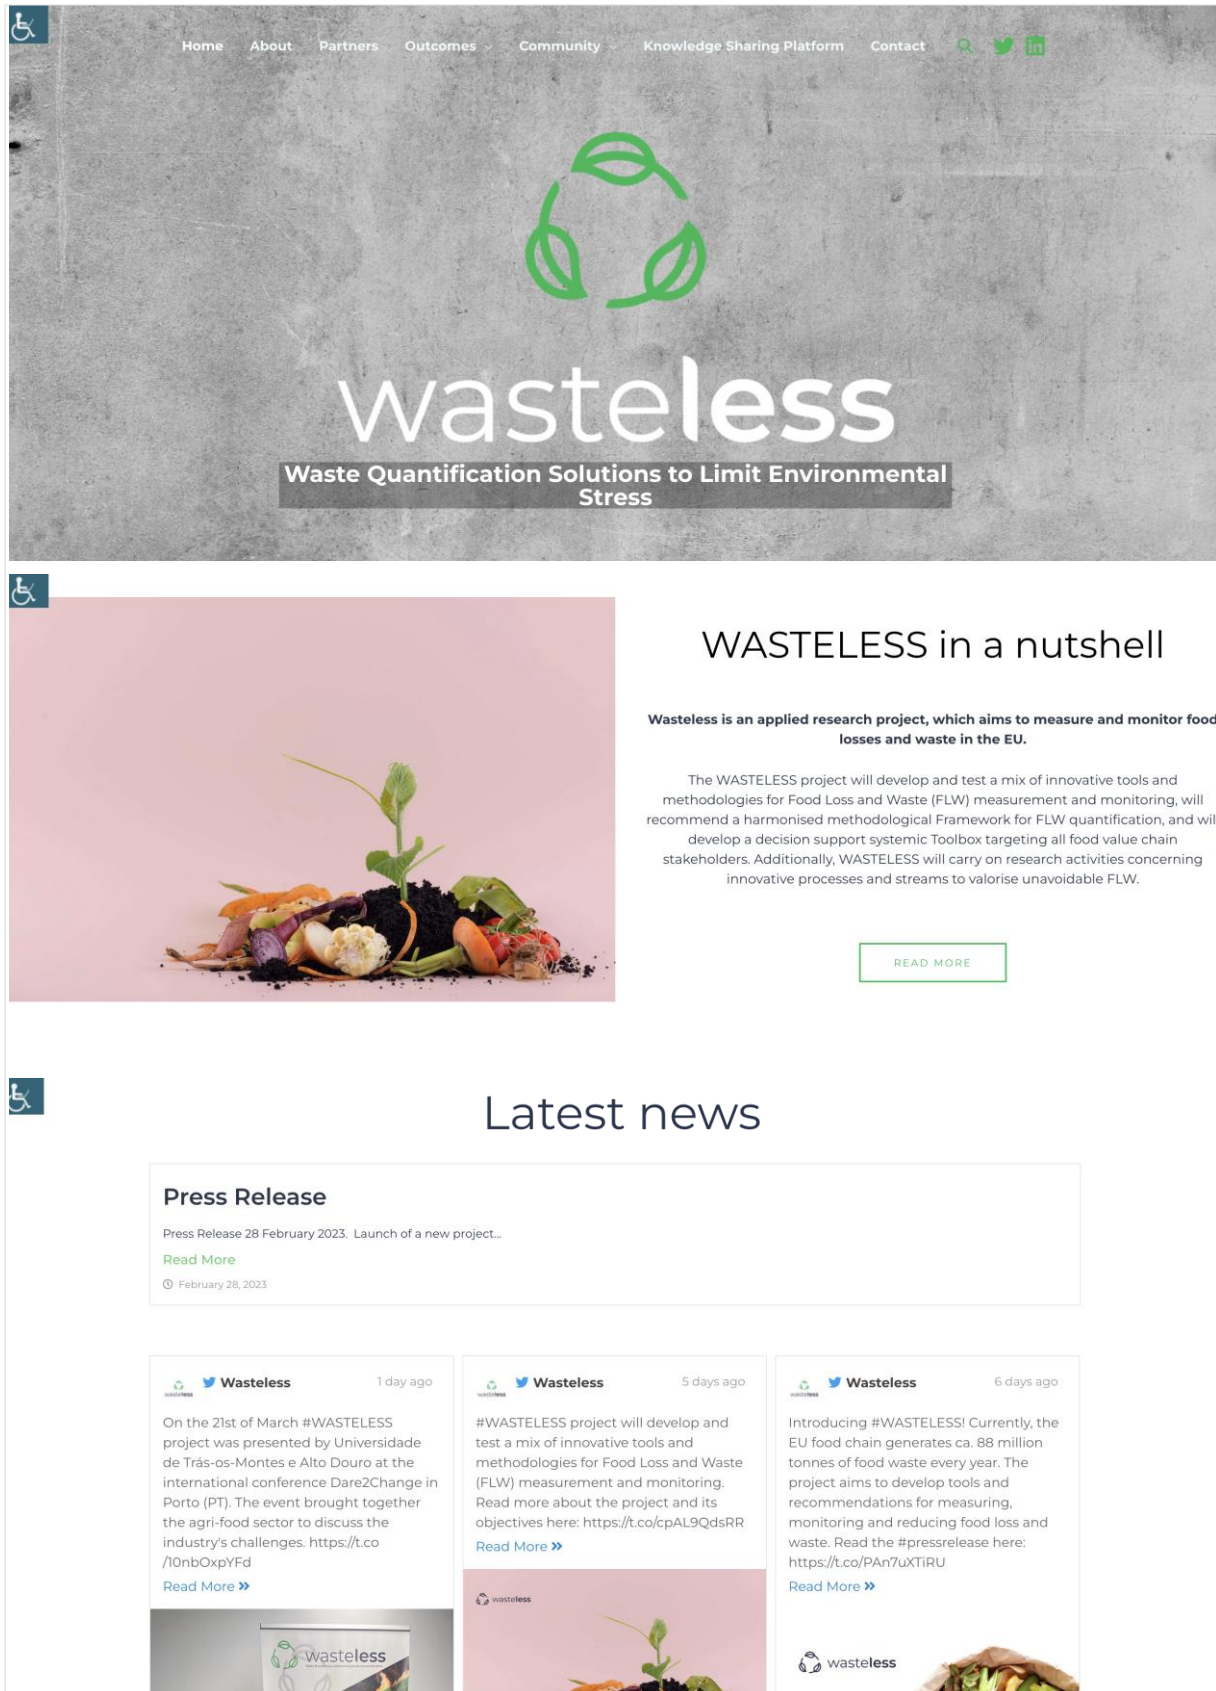 Home About Partners Outcomes Community Knowledge Sharing Platform Contact
wasteless
Waste Quantification Solutions to Limit Environmental
Stress
WASTELESS in a nutshell
Wasteless is an applied research project, which aims to measure and monitor food
losses and waste in the EU.
The WASTELESS project will develop and test a mix of innovative tools and
methodologies for Food Loss and Waste (FLW) measurement and monitoring, will
recommend a harmonised methodological Framework for FLW quantification, and wil
develop a decision support systemic Toolbox targeting all food value chain
stakeholders. Additionally, WASTELESS will carry on research activities concerning
innovative processes and streams to valorise unavoidable FLW.
READ MORE
Latest news
Press Release
Press Release 28 February 2023. Launch of a new project...
Read More
February 28, 2023
wasteless Wasteless 1 day ago
On the 21st of March #WASTELESS
project was presented by Universidade
de Trás-os-Montes e Alto Douro at the
international conference Dare2Change in
Porto (PT). The event brought together
the agri-food sector to discuss the
industry's challenges. https://t.co
/10nbOxpYFd
Read More »
wasteless
wasteless Wasteless 5 days ago
#WASTELESS project will develop and
test a mix of innovative tools and
methodologies for Food Loss and Waste
(FLW) measurement and monitoring.
Read more about the project and its
objectives here: https://t.co/cpAL9QdsRR
Read More »
wasteless
wasteless Wasteless 6 days ago
Introducing #WASTELESS! Currently, the
EU food chain generates ca. 88 million
tonnes of food waste every year. The
project aims to develop tools and
recommendations for measuring,
monitoring and reducing food loss and
waste. Read the #pressrelease here:
https://t.co/PAn7uXTiRU
Read More »
wasteless